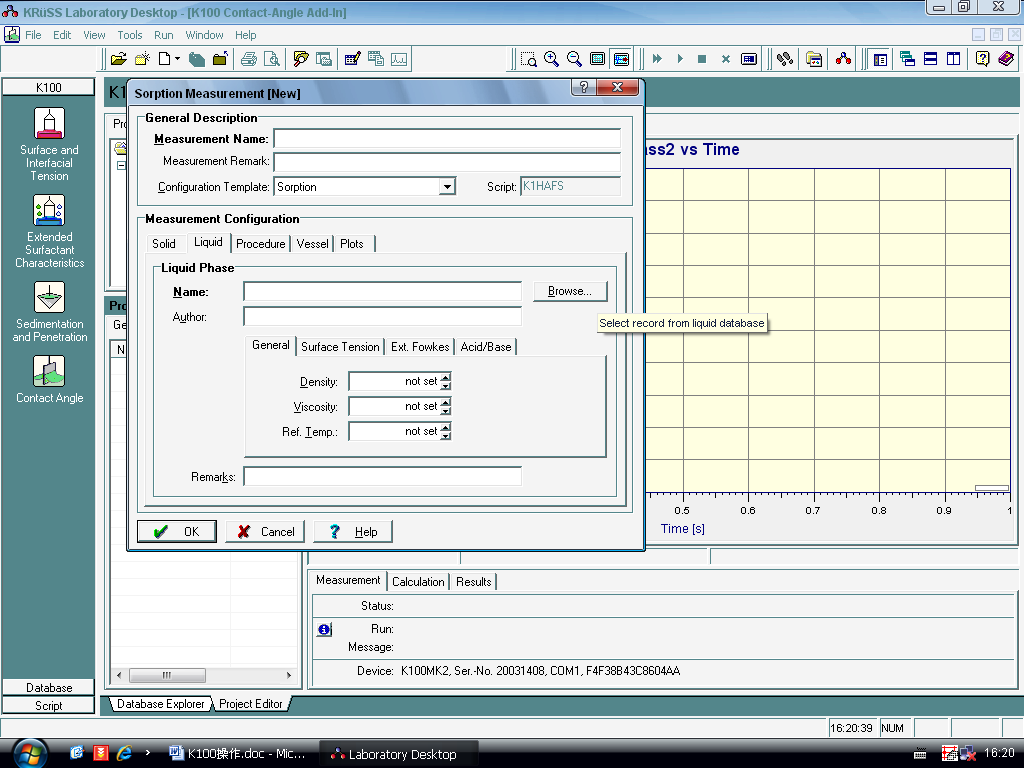 KRüSS Laboratory Desktop - [K100 Contact-Angle Add-In]
File Edit View Tools Run Window Help
K100
Surface and
Interfacial
Tension
Extended
Surfactant
Characteristics
Sedimentation
and Penetration
Contact Angle
Database
Script
Sorption Measurement [New]
General Description
Measurement Name:
Measurement Remark:
Configuration Template: Sorption Script: K1HAFS
Measurement Configuration
Solid Liquid Procedure Vessel Plots
Liquid Phase
Name: Browse...
Author:
Select record from liquid database
General Surface Tension Ext. Fowkes Acid/Base
Density: not set
Viscosity: not set
Ref. Temp.: not set
Remarks:
OK Cancel Help
vs Time
0.5 0.6 0.7 0.8 0.9 1
Time [s]
Measurement Calculation Results
Status:
Run:
Message:
Device: K100MK2, Ser.-No. 20031408, COM1, F4F38B43C8604AA
Database Explorer Project Editor
16:20:39 NUM
K100操作.doc - Mic... Laboratory Desktop 16:20